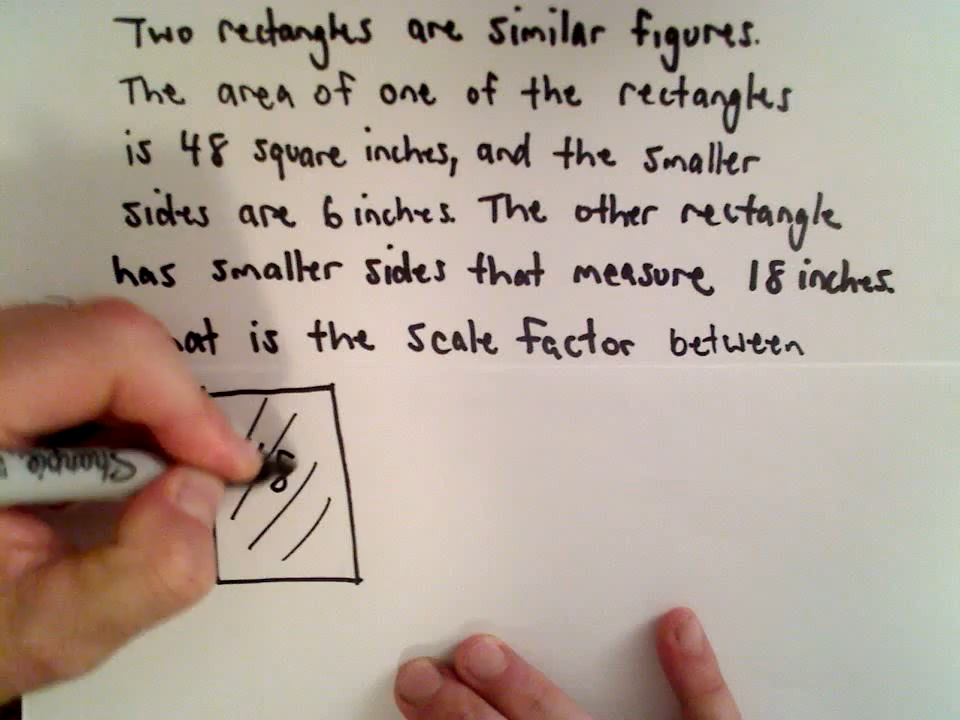 Two rectangles are similar figures.
The area of one of the rectangles
is 48 square inches, and the smaller
sides are 6 inches. The other rectangle
has smaller sides that measure 18 inches.
is the scale factor between
8
Sharpie